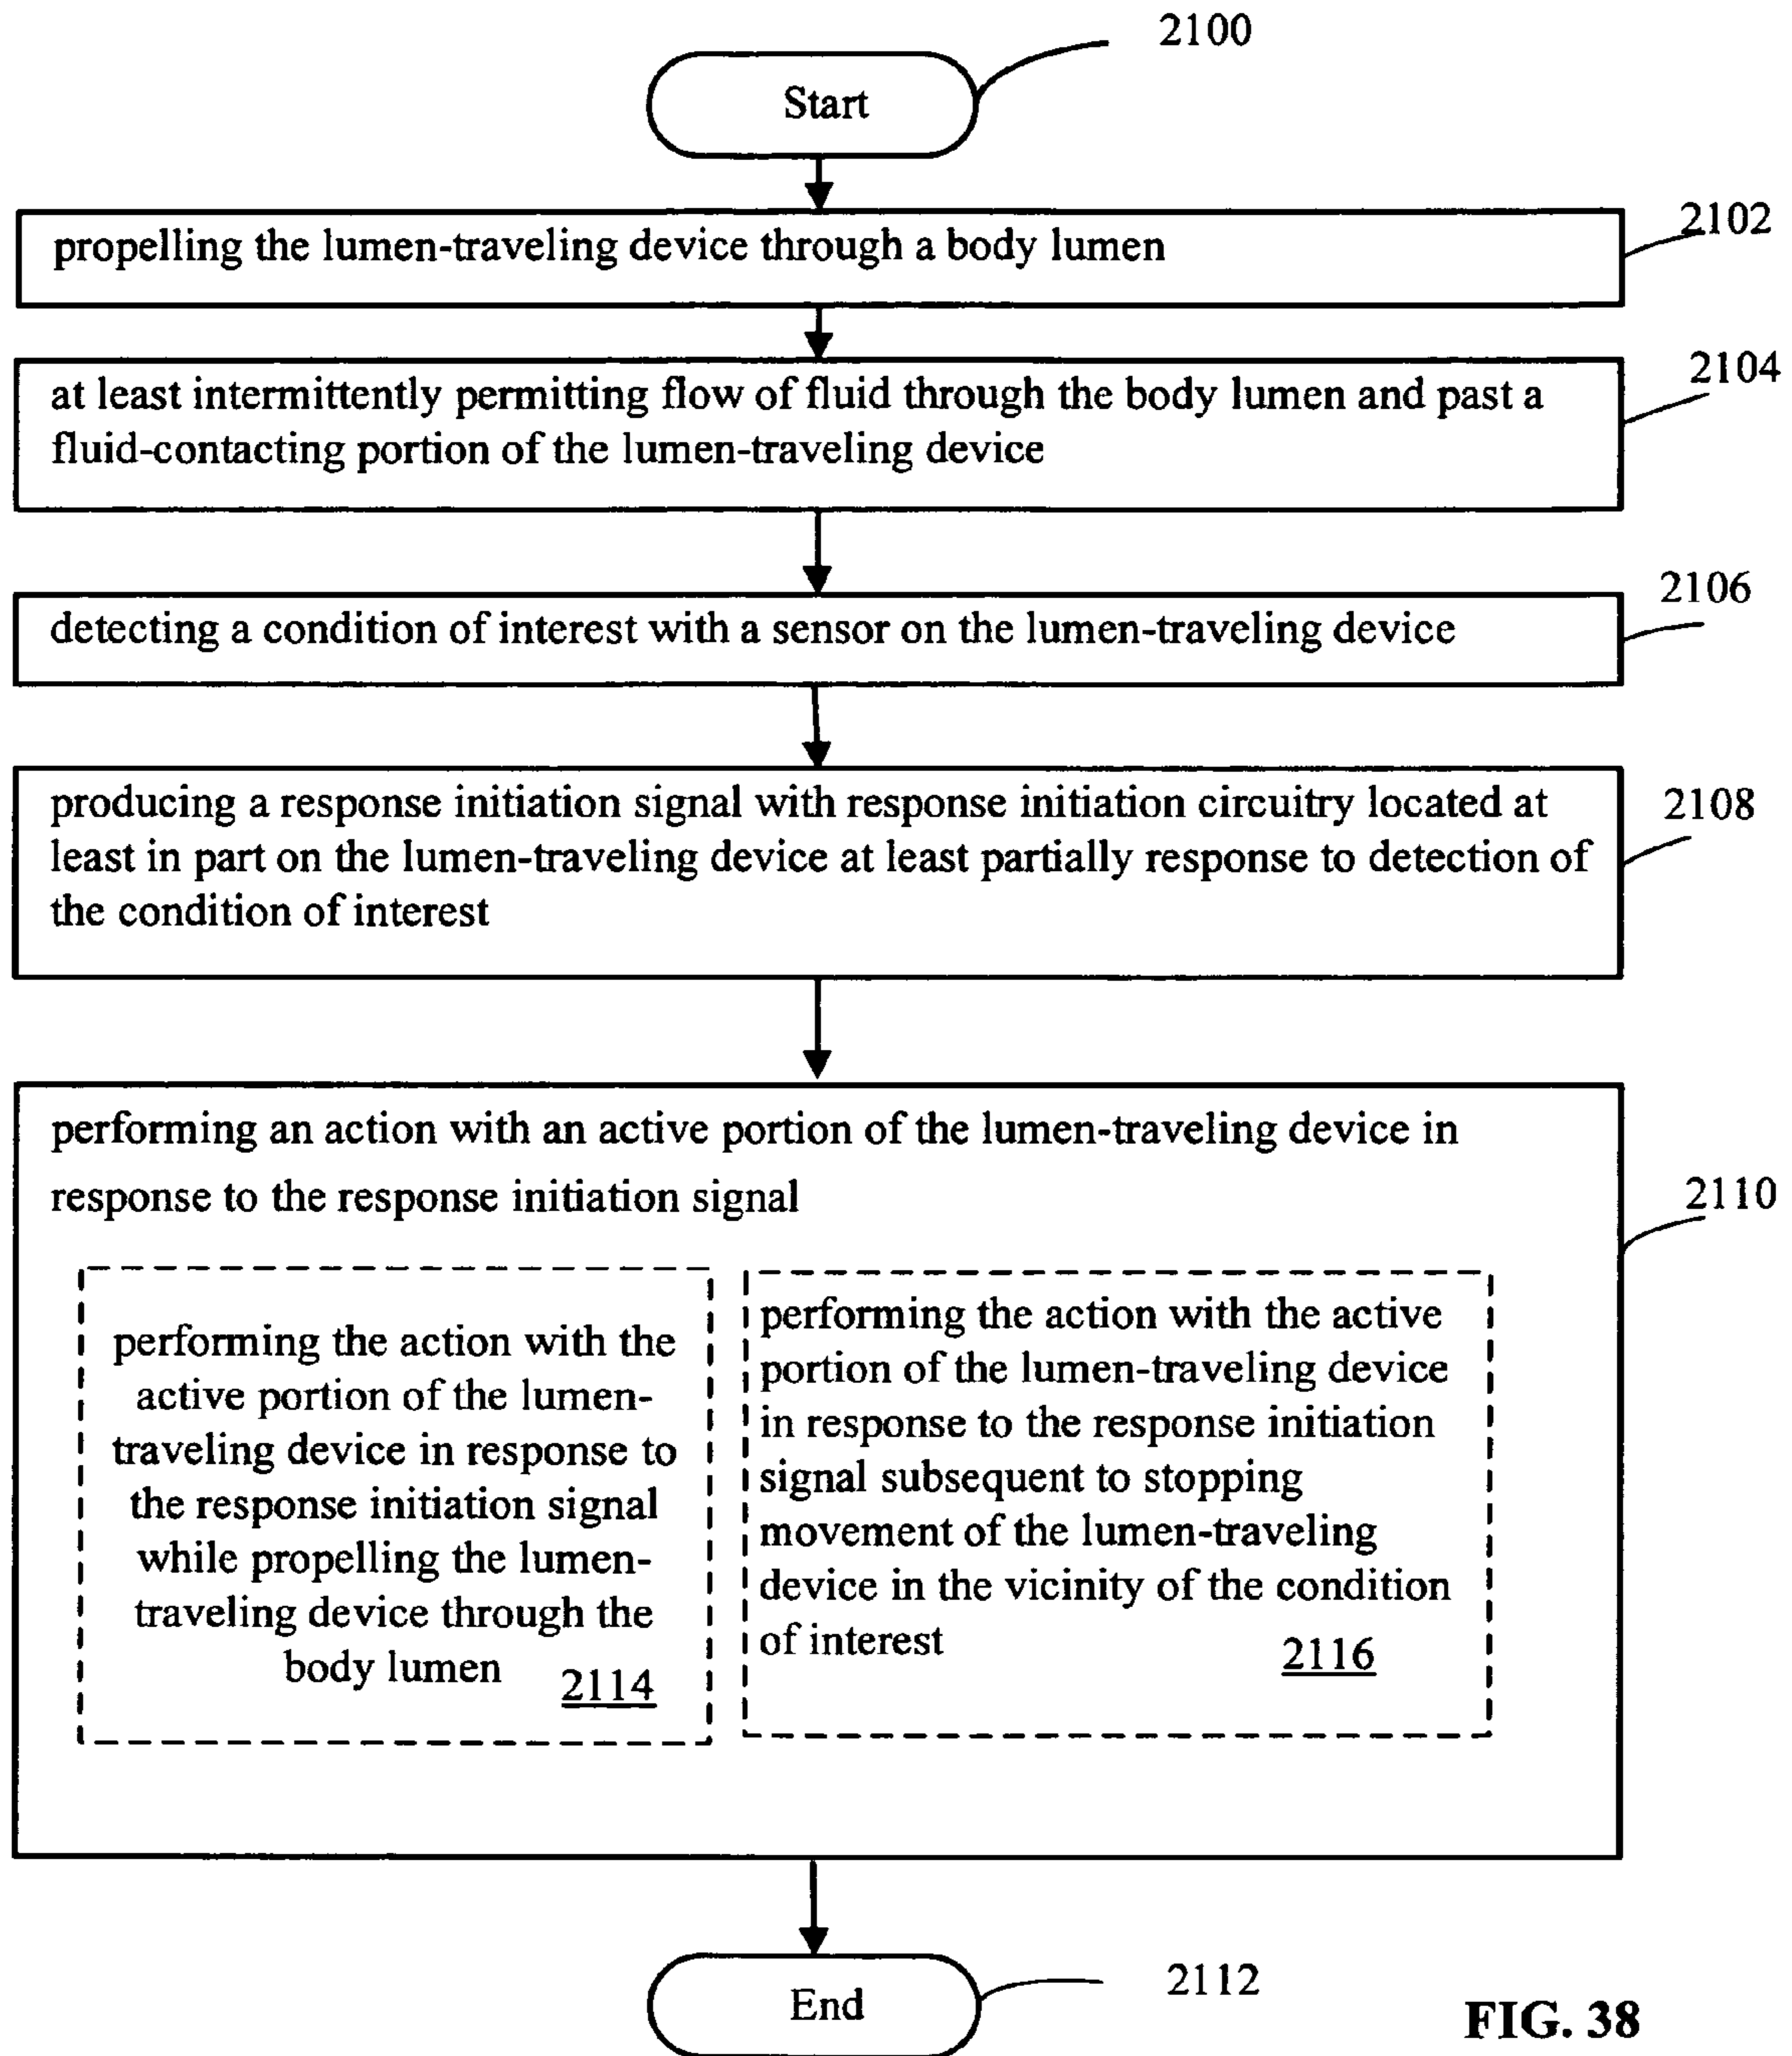 2100
Start
2102
propelling the lumen-traveling device through a body lumen
2104
at least intermittently permitting flow of fluid through the body lumen and past a
fluid-contacting portion of the lumen-traveling device
2106
detecting a condition of interest with a sensor on the lumen-traveling device
2108
producing a response initiation signal with response initiation circuitry located at
least in part on the lumen-traveling device at least partially response to detection of
the condition of interest
performing an action with an active portion of the lumen-traveling device in
response to the response initiation signal
2110
performing the action with the
active portion of the lumen-
traveling device in response to
the response initiation signal
while propelling the lumen-
traveling device through the
body lumen
2114
performing the action with the active
portion of the lumen-traveling device
in response to the response initiation
signal subsequent to stopping
movement of the lumen-traveling
device in the vicinity of the condition
of interest
2116
End
2112
FIG. 38